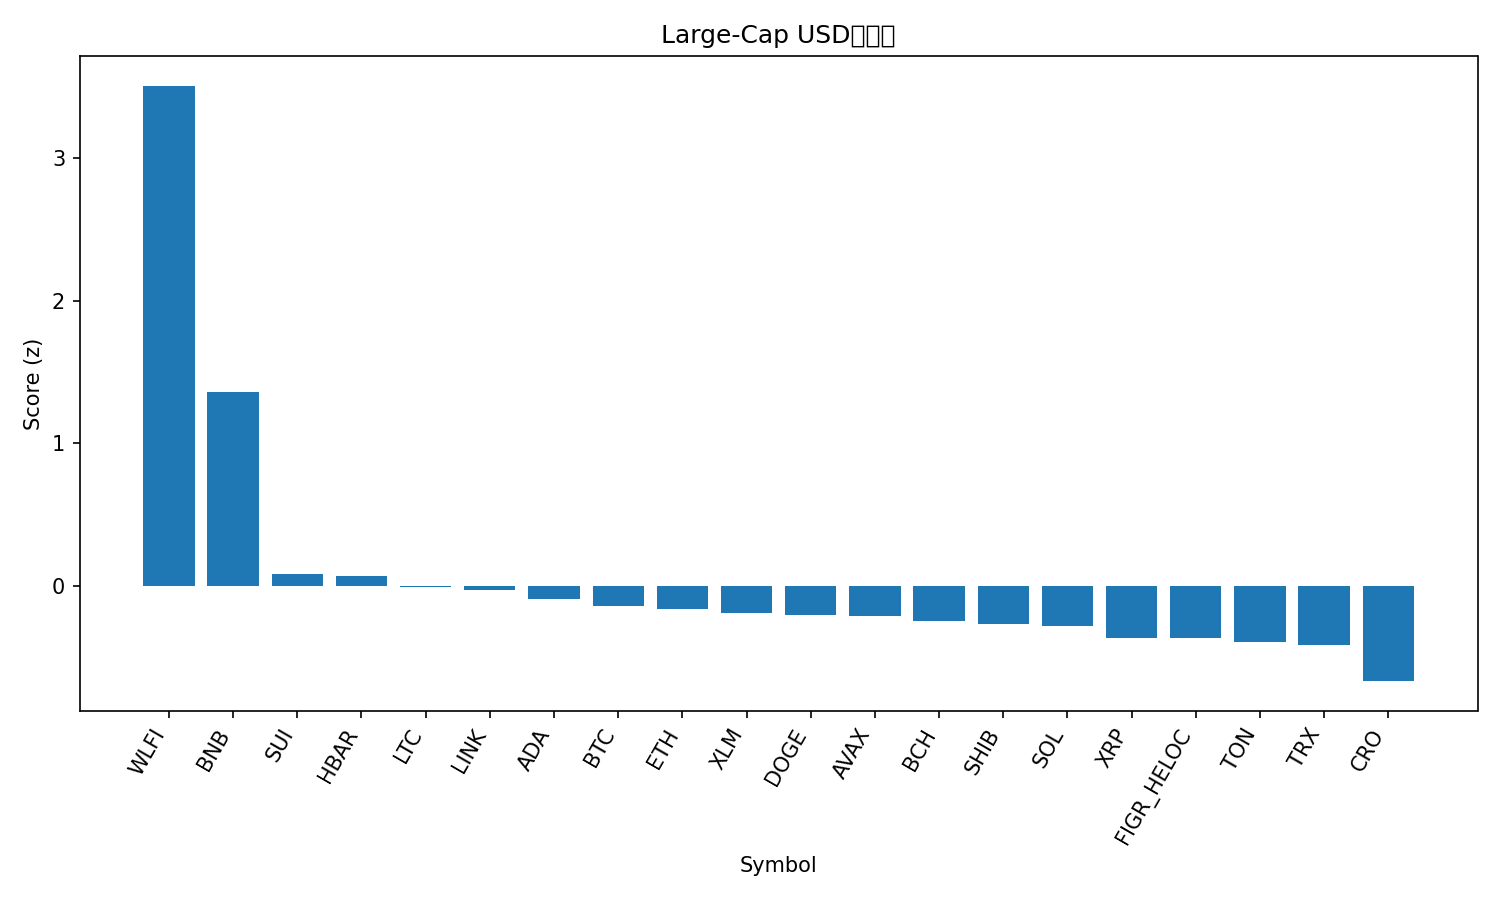 Large-Cap USD
Score (z)
3
2
1
0
WLFI
BNB
SUI
HBAR
LTC
LINK
ADA
BTC
ETH
XLM
DOGE
AVAX
BCH
SHIB
SOL
XRP
FIGR_HELOC
TON
TRX
CRO
Symbol